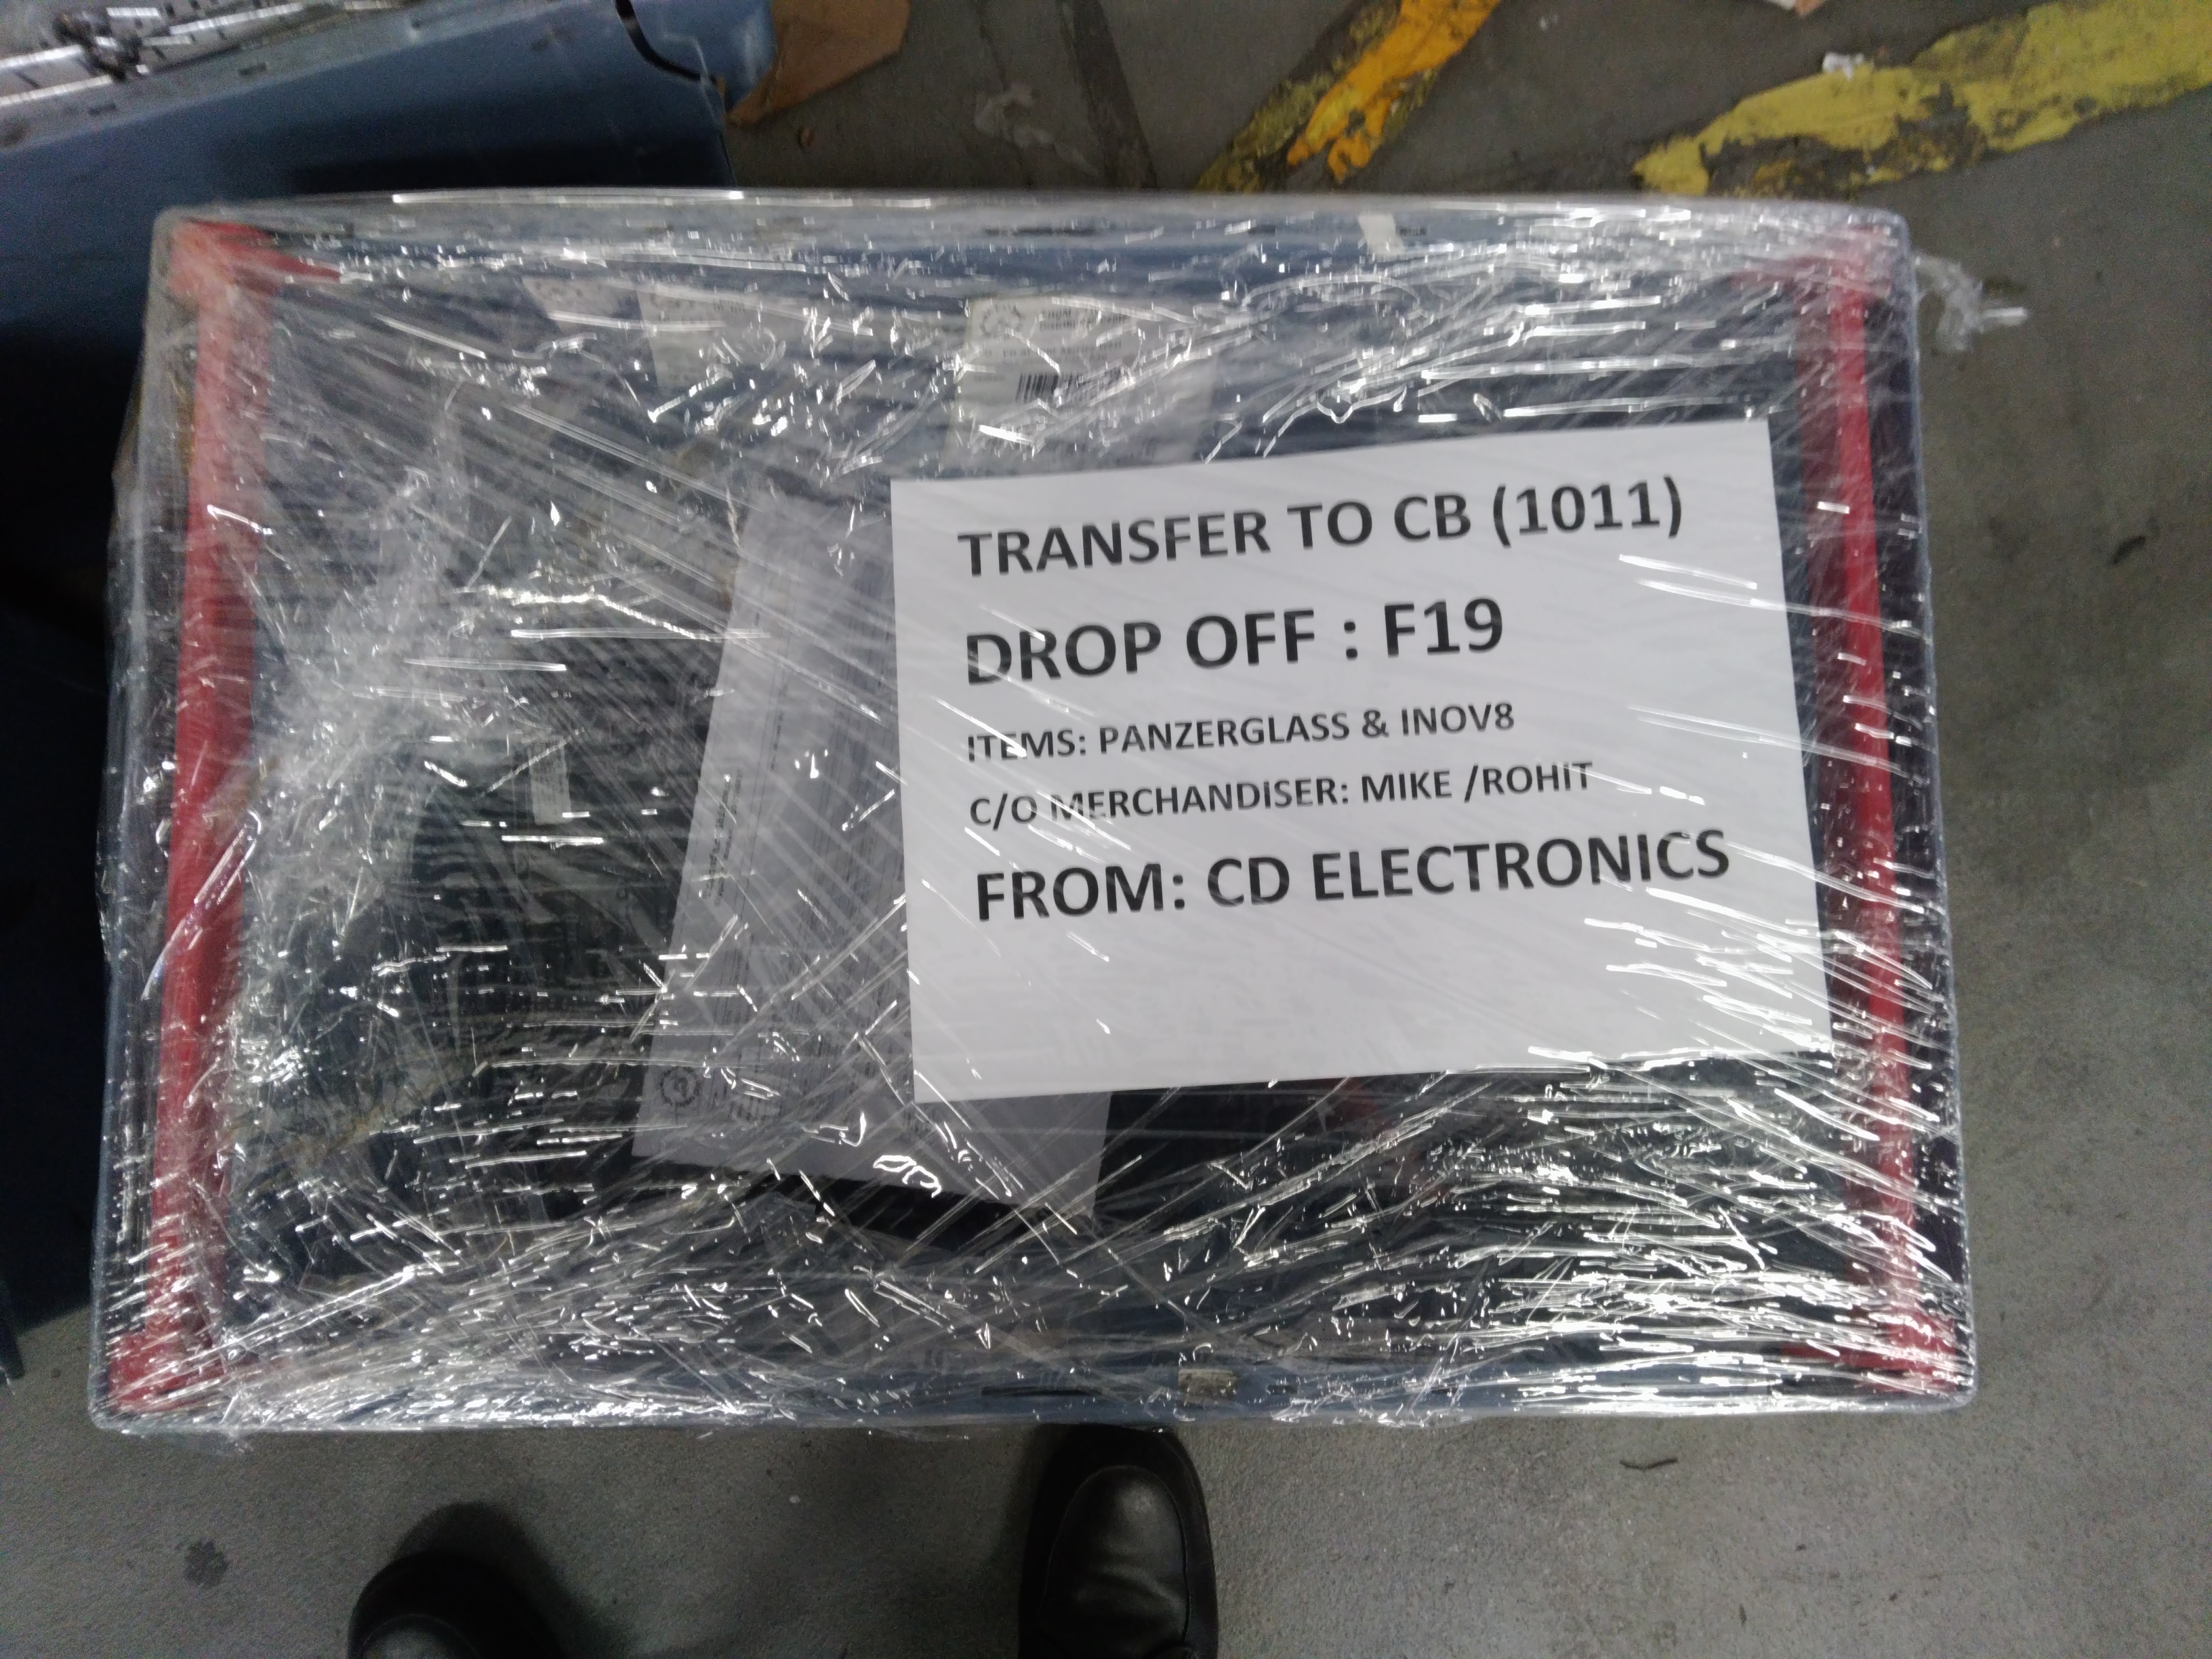 TRANSFER TO CB (1011)
DROP OFF : F19
ITEMS: PANZERGLASS & INOV8
C/O MERCHANDISER: MIKE /ROHIT
FROM: CD ELECTRONICS